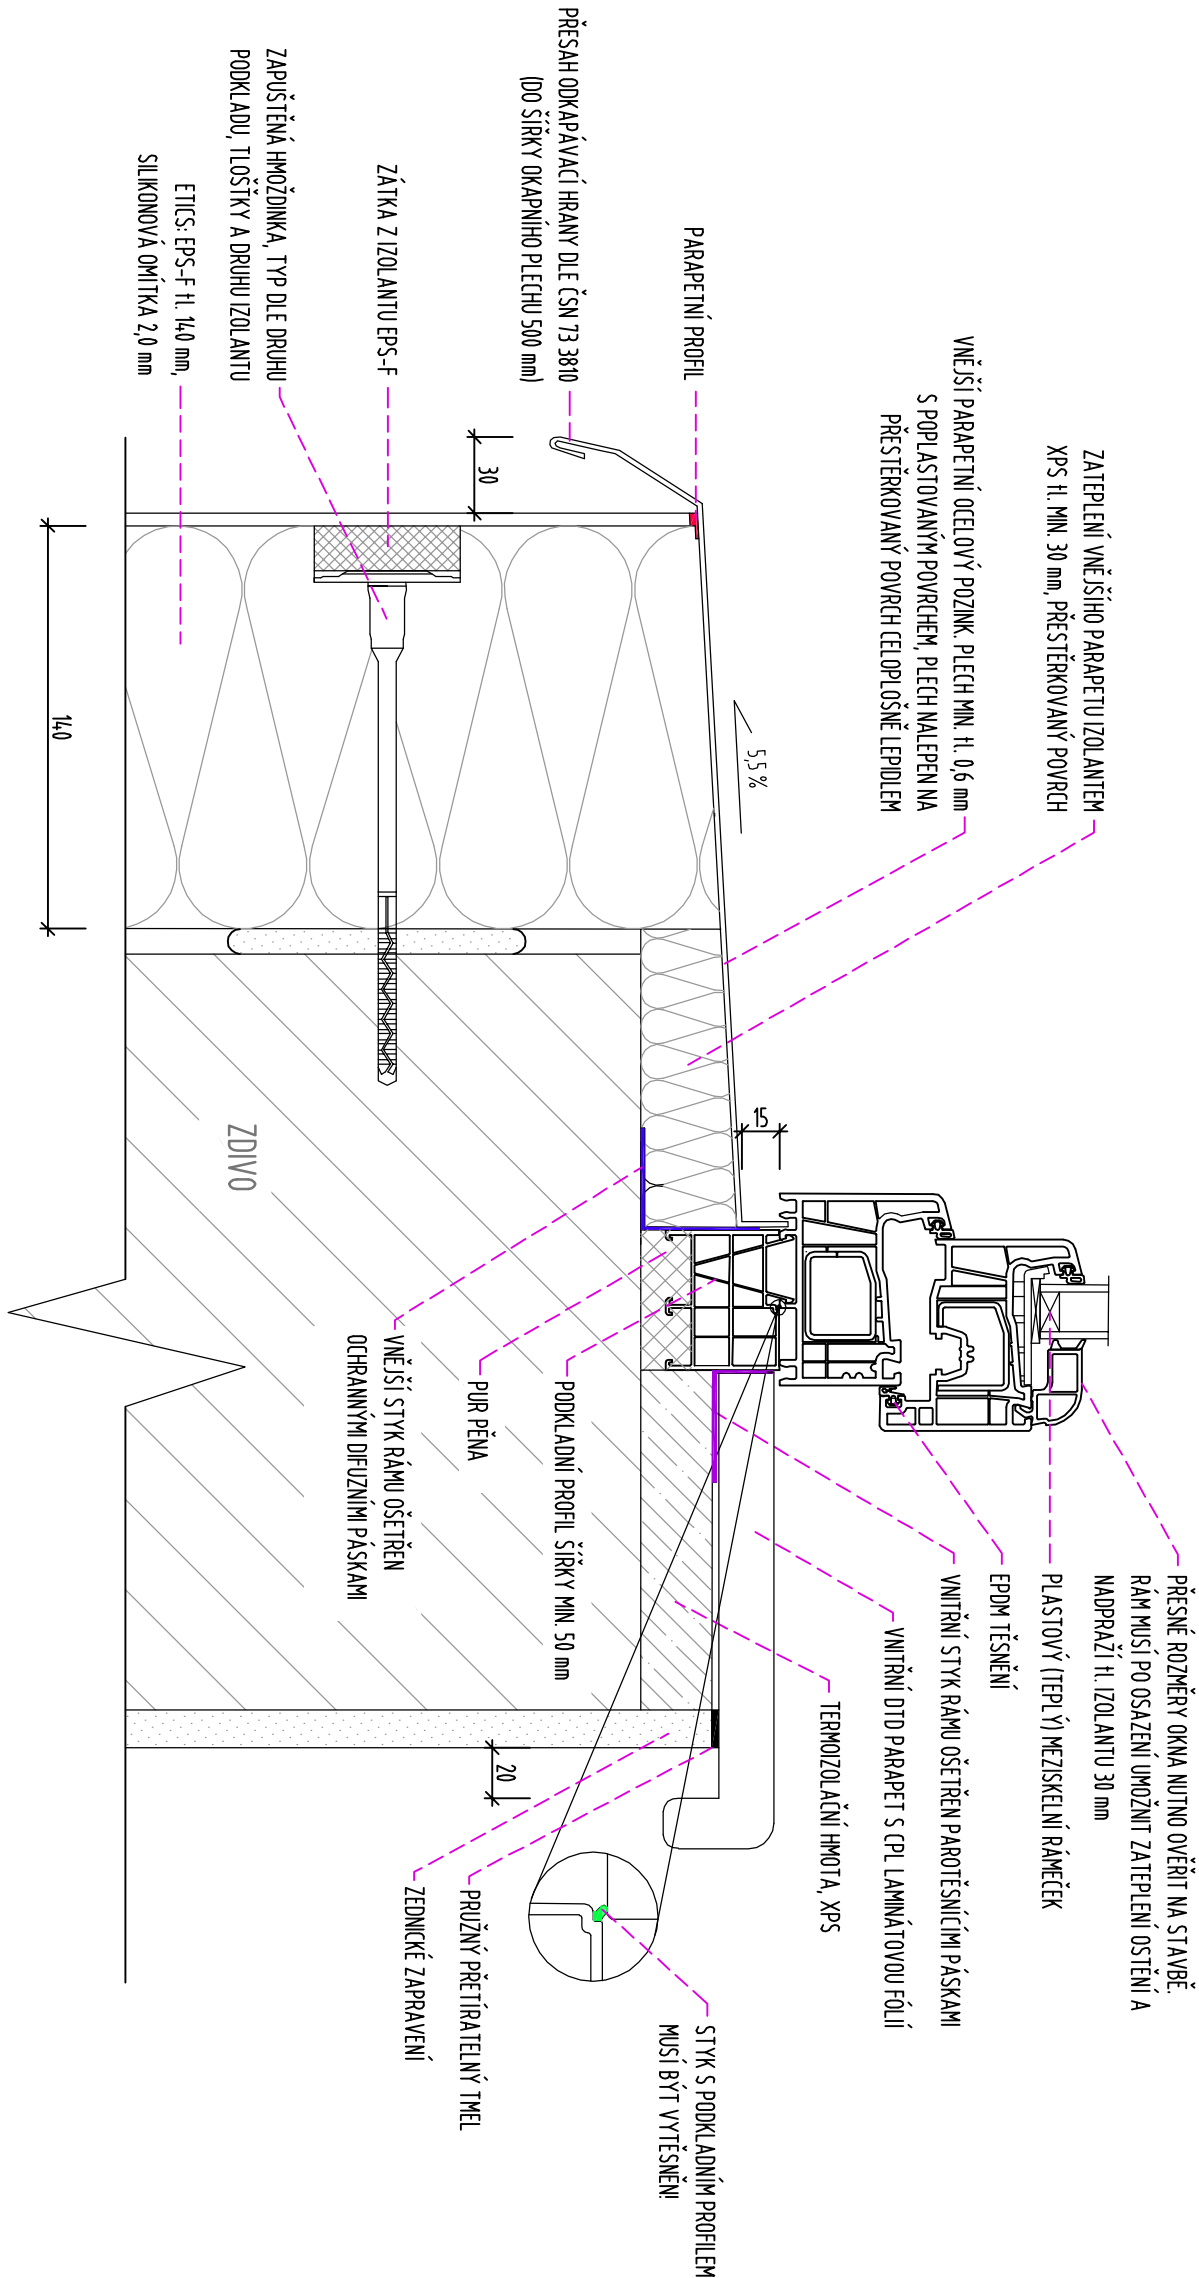 ZATEPLENÍ VNĚJŠÍHO PARAPETU IZOLANTEM
XPS tl. MIN. 30 mm, PŘESTĚRKOVANÝ POVRCH
VNĚJŠÍ PARAPETNÍ OCELOVÝ POZINK. PLECH MIN. tl. 0,6 mm
S POPLASTOVANÝM POVRCHEM, PLECH NALEPEN NA
PŘESTĚRKOVANÝ POVRCH CELOPLOŠNĚ LEPIDLEM
PARAPETNÍ PROFIL
PŘESAH ODKAPÁVACÍ HRANY DLE ČSN 73 3810
(DO ŠÍŘKY OKAPNÍHO PLECHU 500 mm)
ZÁTKA Z IZOLANTU EPS-F
ZAPUŠTĚNÁ HMOŽDINKA, TYP DLE DRUHU
PODKLADU, TLOŠŤKY A DRUHU IZOLANTU
ETICS: EPS-F tl. 140 mm,
SILIKONOVÁ OMÍTKA 2,0 mm
30
140
5,5 %
15
20
ZDIVO
PŘESNÉ ROZMĚRY OKNA NUTNO OVĚŘIT NA STAVBĚ.
RÁM MUSÍ PO OSAZENÍ UMOŽNIT ZATEPLENÍ OSTĚNÍ A
NADPRAŽÍ tl. IZOLANTU 30 mm
PLASTOVÝ (TEPLÝ) MEZISKELNÍ RÁMEČEK
EPDM TĚSNĚNÍ
VNITŘNÍ STYK RÁMU OŠETŘEN PAROTĚSNÍCÍMI PÁSKAMI
VNITŘNÍ DTD PARAPET S CPL LAMINÁTOVOU FÓLIÍ
TERMOIZOLAČNÍ HMOTA, XPS
PODKLADNÍ PROFIL ŠÍŘKY MIN. 50 mm
PUR PĚNA
VNĚJŠÍ STYK RÁMU OŠETŘEN
OCHRANNÝMI DIFUZNÍMI PÁSKAMI
STYK S PODKLADNÍM PROFILEM
MUSÍ BÝT VYTĚSNĚN!
PRUŽNÝ PŘETÍRATELNÝ TMEL
ZEDNICKÉ ZAPRAVENÍ